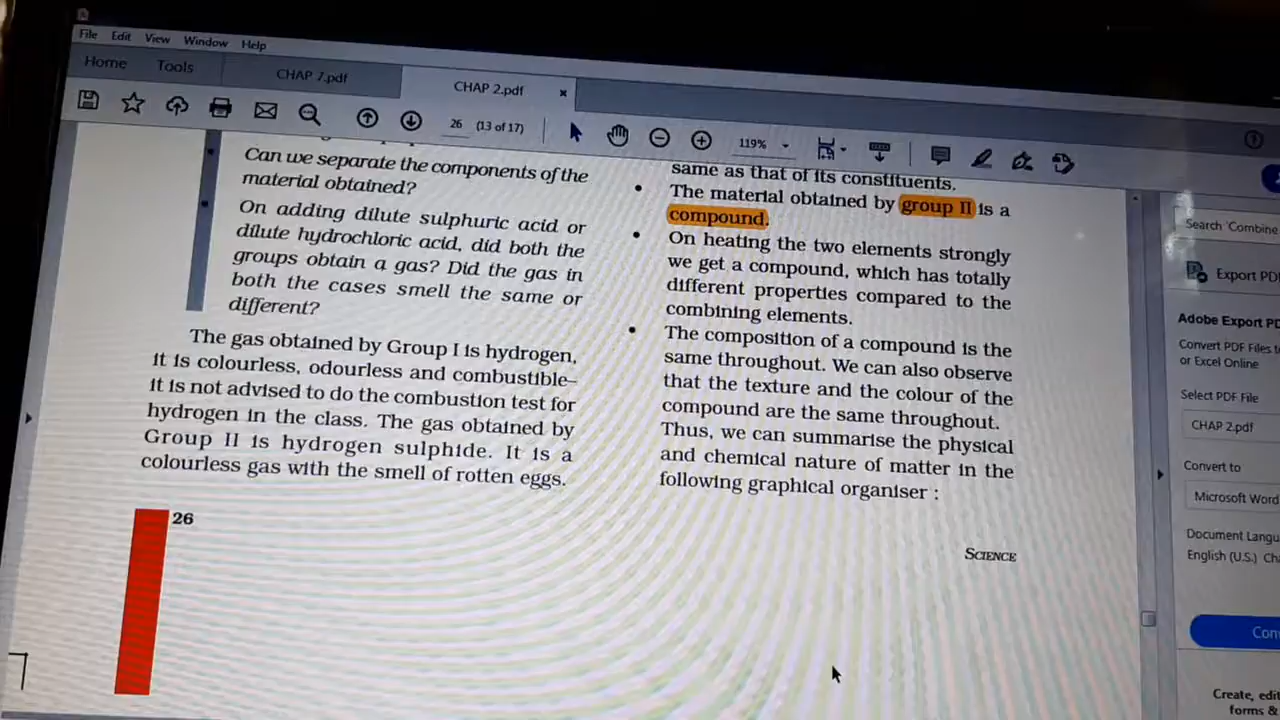 File Edit View Window Help
Home Tools CHAP 7.pdf CHAP 2.pdf ×
26 (13 of 17) 119%
Can we separate the components of the
material obtained?
On adding dilute sulphuric acid or
dilute hydrochloric acid, did both the
groups obtain a gas? Did the gas in
both the cases smell the same or
different?
The gas obtained by Group I is hydrogen,
it is colourless, odourless and combustible–
it is not advised to do the combustion test for
hydrogen in the class. The gas obtained by
Group II is hydrogen sulphide. It is a
colourless gas with the smell of rotten eggs.
26
same as that of its constituents.
• The material obtained by group II is a
compound.
• On heating the two elements strongly
we get a compound, which has totally
different properties compared to the
combining elements.
• The composition of a compound is the
same throughout. We can also observe
that the texture and the colour of the
compound are the same throughout.
Thus, we can summarise the physical
and chemical nature of matter in the
following graphical organiser :
SCIENCE
Search 'Combine
Export PDF
Adobe Export PD
Convert PDF Files to
or Excel Online
Select PDF File
CHAP 2.pdf
Convert to
Microsoft Word
Document Langu
English (U.S.) Ch
Con
Create, edit
forms &